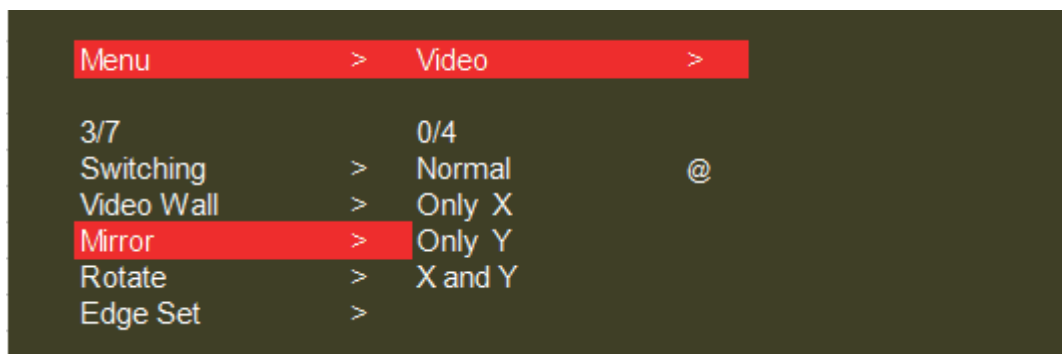 Menu > Video >
3/7 0/4
Switching > Normal @
Video Wall > Only X
Mirror > Only Y
Rotate > X and Y
Edge Set >